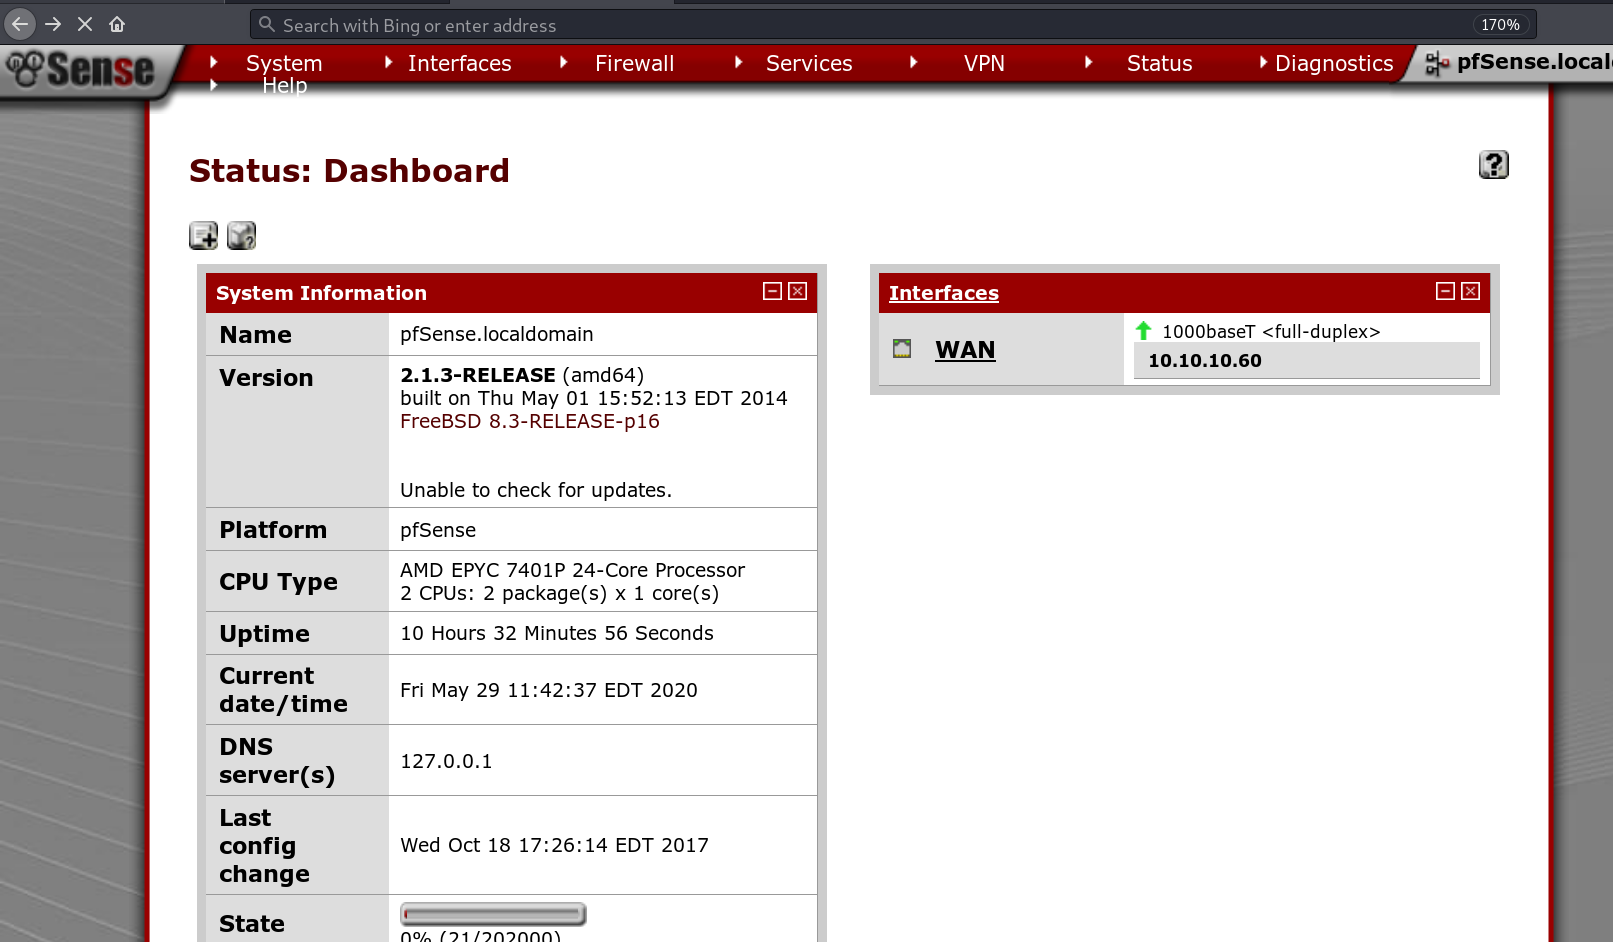 Search with Bing or enter address
170%
Sense
System
Interfaces
Firewall
Services
VPN
Status
Diagnostics
pfSense.local
Help
Status: Dashboard
System Information
Name
pfSense.localdomain
Version
2.1.3-RELEASE (amd64)
built on Thu May 01 15:52:13 EDT 2014
FreeBSD 8.3-RELEASE-p16
Unable to check for updates.
Platform
pfSense
CPU Type
AMD EPYC 7401P 24-Core Processor
2 CPUs: 2 package(s) x 1 core(s)
Uptime
10 Hours 32 Minutes 56 Seconds
Current
date/time
Fri May 29 11:42:37 EDT 2020
DNS
server(s)
127.0.0.1
Last
config
change
Wed Oct 18 17:26:14 EDT 2017
State
0% (21/202000)
Interfaces
WAN
1000baseT <full-duplex>
10.10.10.60